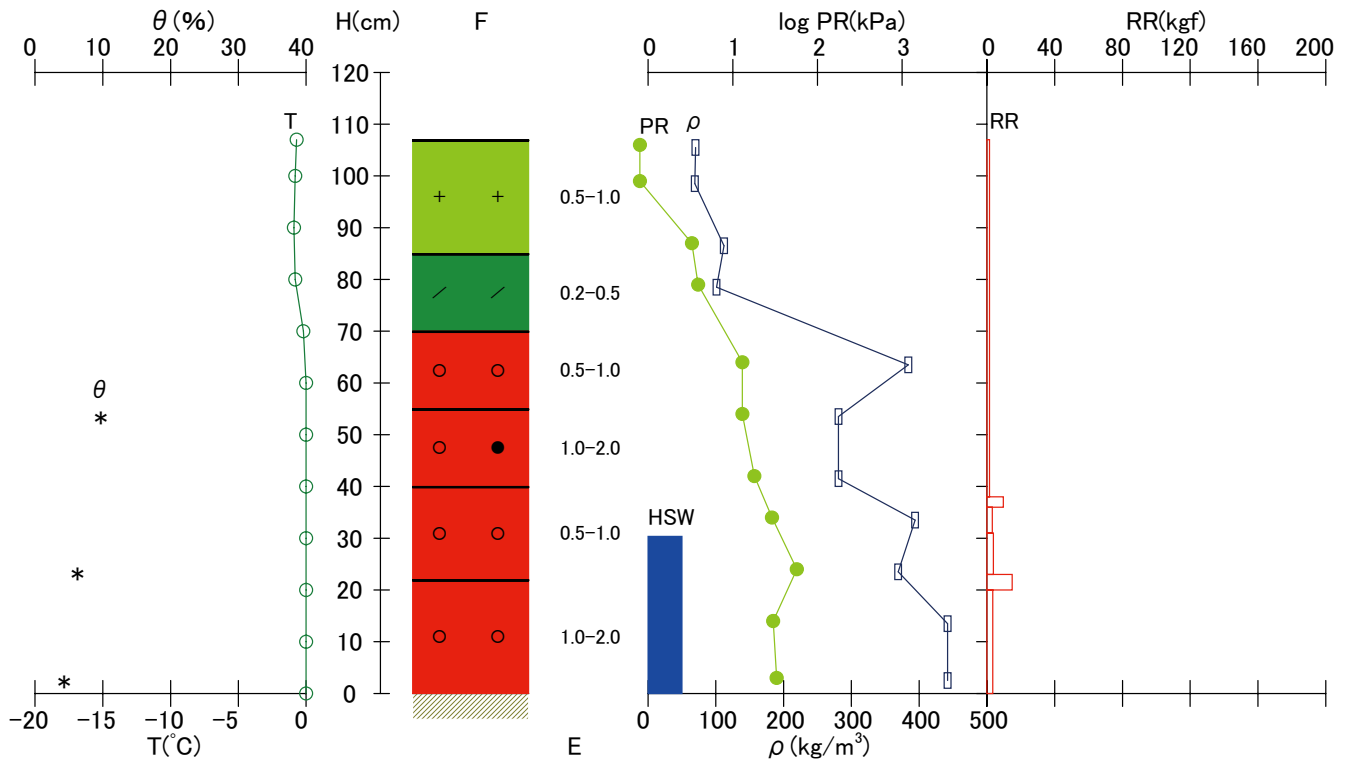 θ (%) H(cm) F log PR(kPa) RR(kgf)
0 10 20 30 40 0 1 2 3 0 40 80 120 160 200
120
T 110 PR ρ RR
100
+ + 0.5-1.0
90
80 0.2-0.5
70
60 0.5-1.0
θ
* 50 1.0-2.0
40
HSW
30 0.5-1.0
* 20
10 1.0-2.0
* 0
-20 -15 -10 -5 0 0 100 200 300 400 500
T(°C) E ρ (kg/m³)